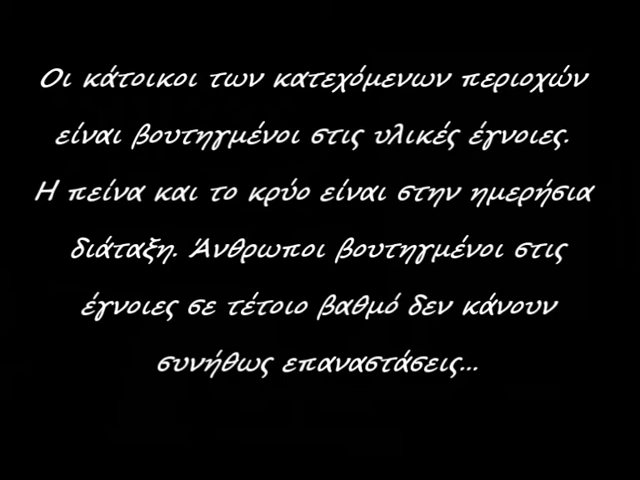 Οι κάτοικοι των κατεχόμενων περιοχών
είναι βουτηγμένοι στις υλικές έγνοιες.
Η πείνα και το κρύο είναι στην ημερήσια
διάταξη. Άνθρωποι βουτηγμένοι στις
έγνοιες σε τέτοιο βαθμό δεν κάνουν
συνήθως επαναστάσεις...